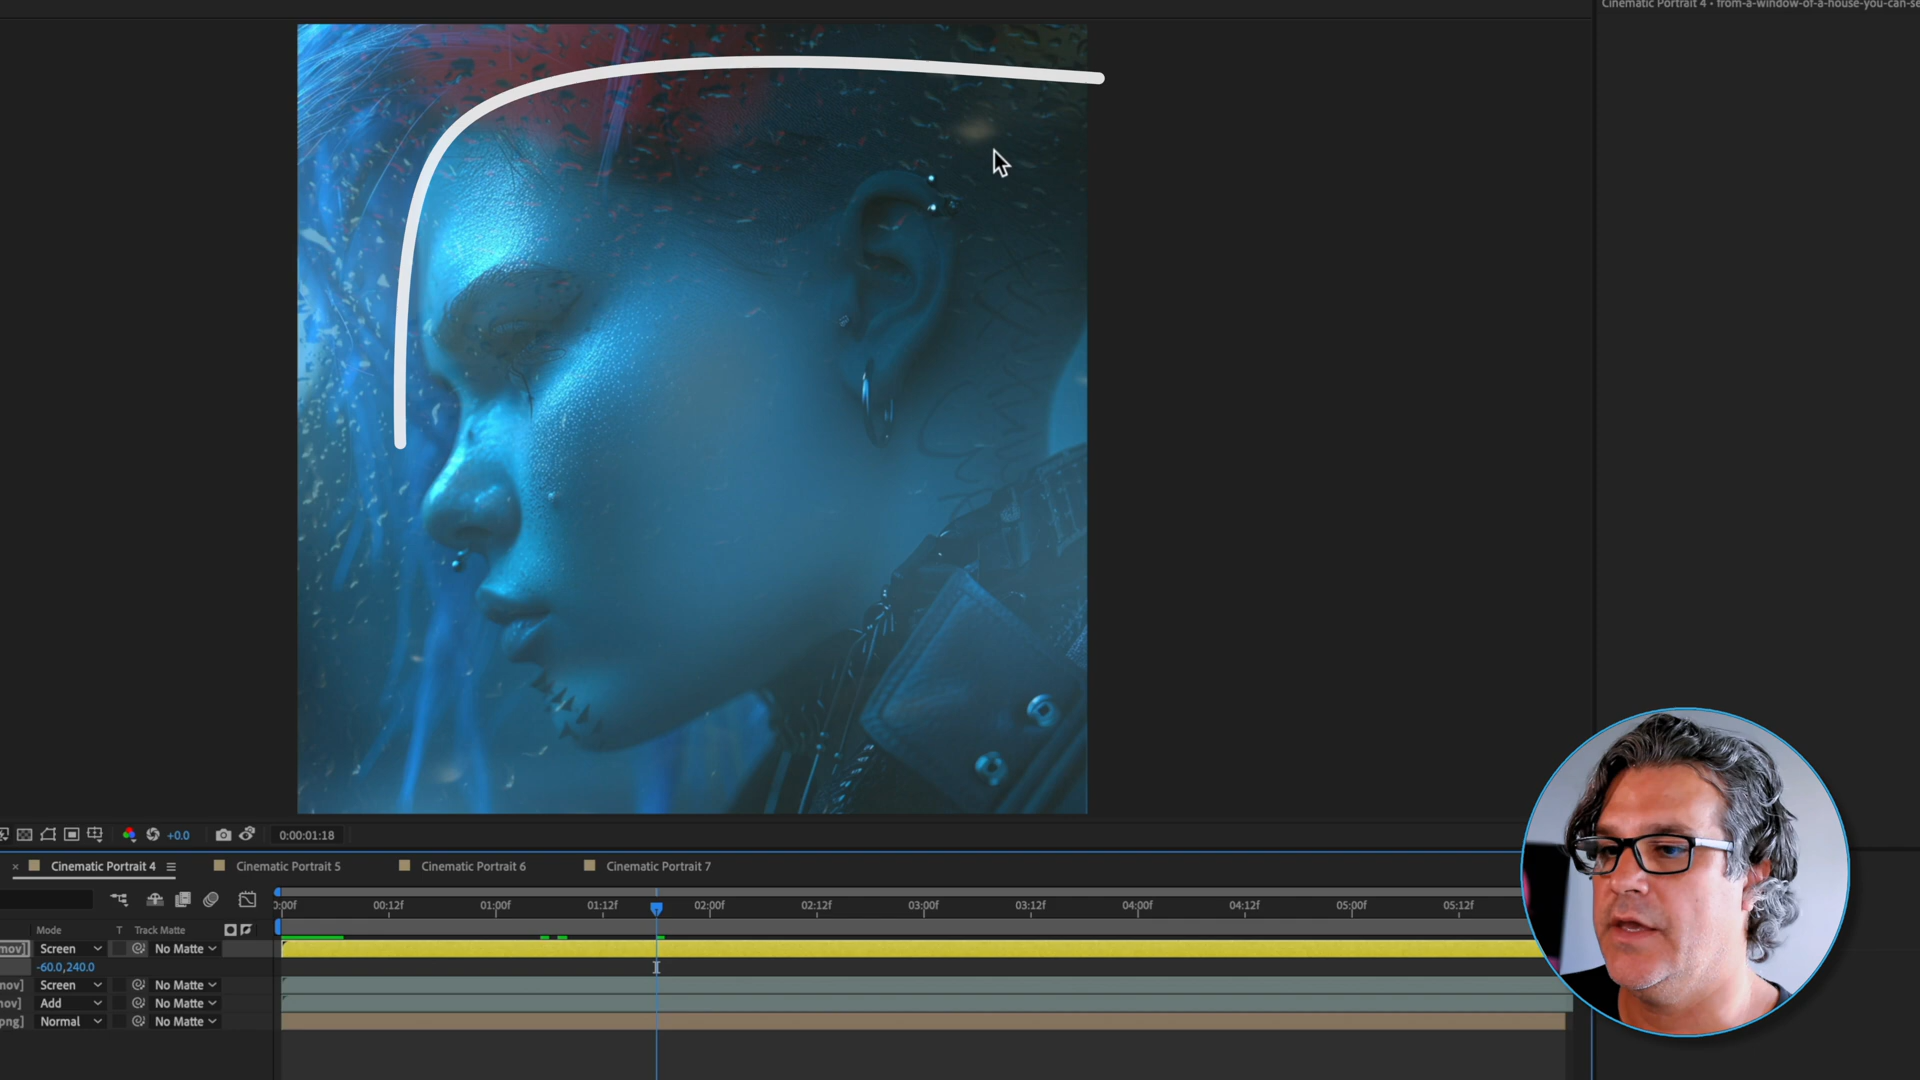 Cinematic Portrait 4 • from-a-window-of-a-house-you-can-se
+0.0 0:00:01:18
× Cinematic Portrait 4 Cinematic Portrait 5 Cinematic Portrait 6 Cinematic Portrait 7
0:00f 00:12f 01:00f 01:12f 02:00f 02:12f 03:00f 03:12f 04:00f 04:12f 05:00f 05:12f
Mode T Track Matte
mov] Screen No Matte
-60.0,240.0
mov] Screen No Matte
mov] Add No Matte
png] Normal No Matte